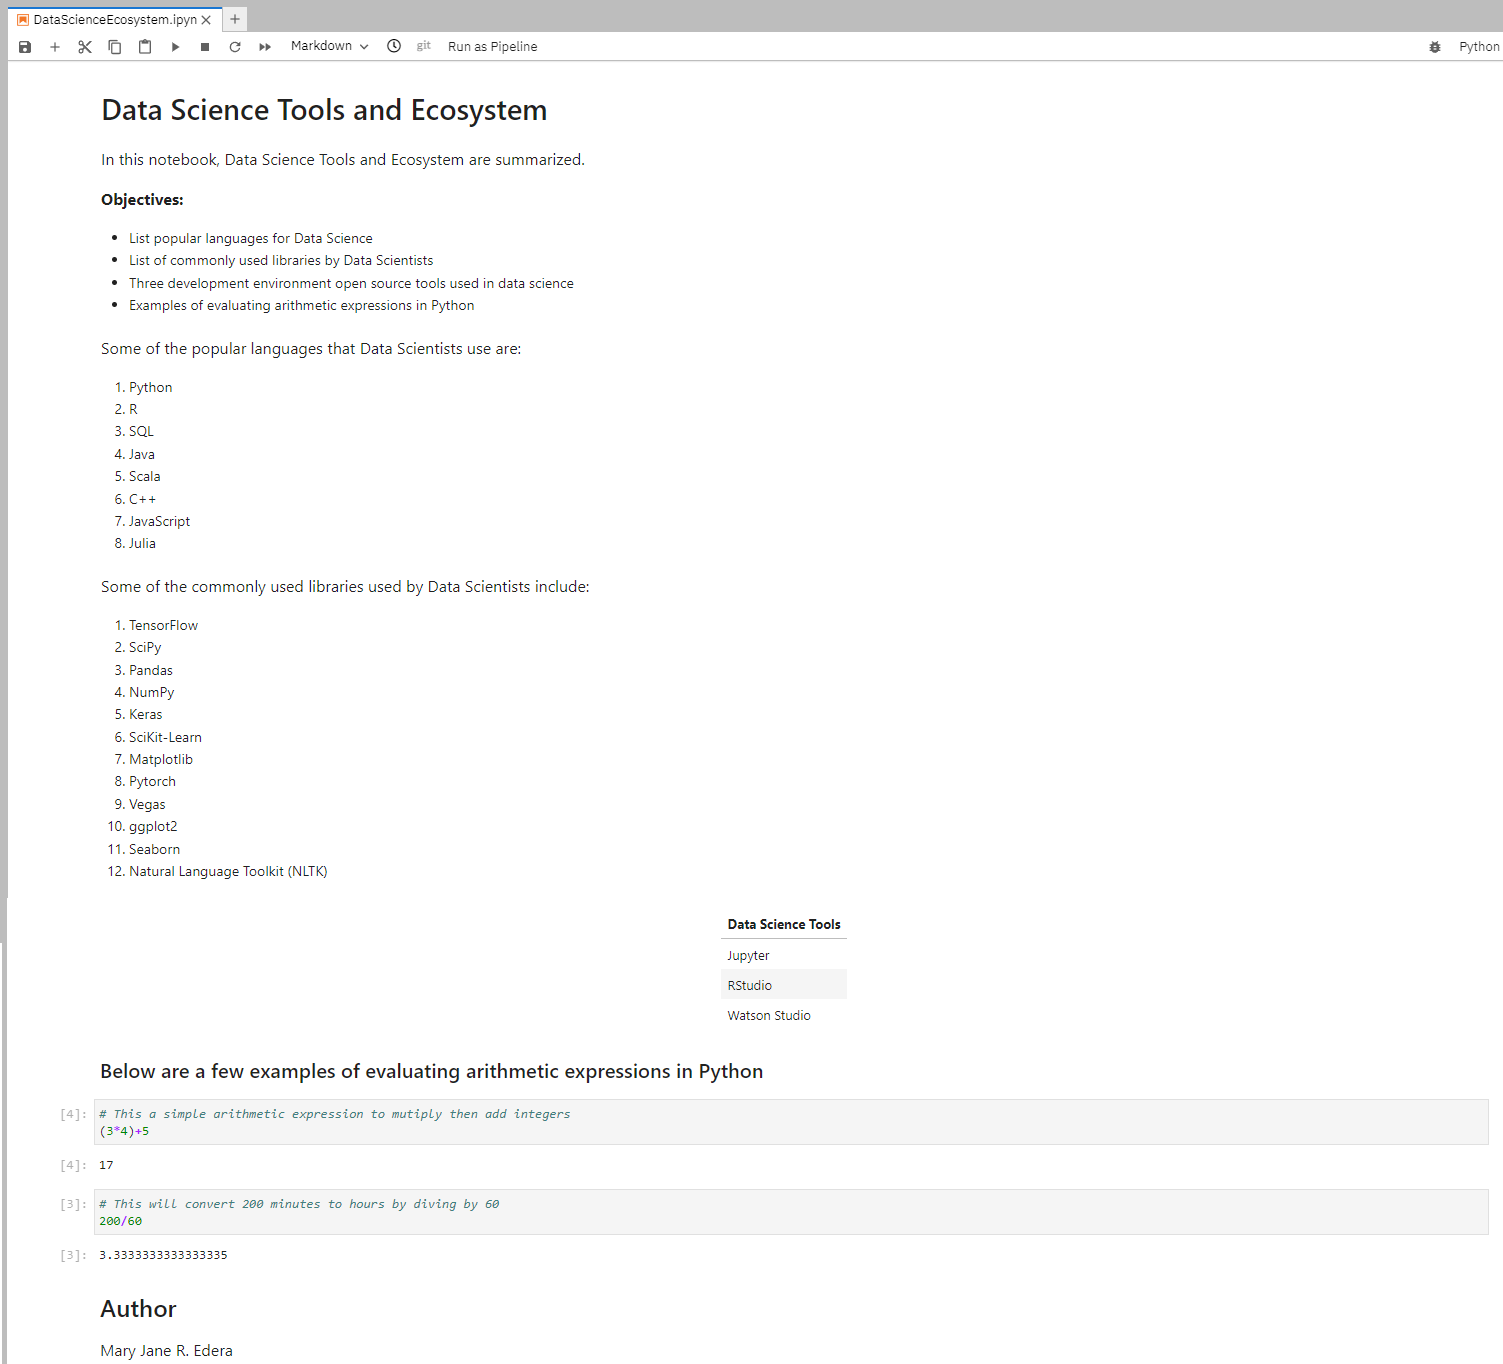 DataScienceEcosystem.ipyn
Markdown git Run as Pipeline Python
Data Science Tools and Ecosystem
In this notebook, Data Science Tools and Ecosystem are summarized.
Objectives:
• List popular languages for Data Science
• List of commonly used libraries by Data Scientists
• Three development environment open source tools used in data science
• Examples of evaluating arithmetic expressions in Python
Some of the popular languages that Data Scientists use are:
1. Python
2. R
3. SQL
4. Java
5. Scala
6. C++
7. JavaScript
8. Julia
Some of the commonly used libraries used by Data Scientists include:
1. TensorFlow
2. SciPy
3. Pandas
4. NumPy
5. Keras
6. SciKit-Learn
7. Matplotlib
8. Pytorch
9. Vegas
10. ggplot2
11. Seaborn
12. Natural Language Toolkit (NLTK)
Data Science Tools
Jupyter
RStudio
Watson Studio
Below are a few examples of evaluating arithmetic expressions in Python
[4]: # This a simple arithmetic expression to mutiply then add integers
(3*4)+5
[4]: 17
[3]: # This will convert 200 minutes to hours by diving by 60
200/60
[3]: 3.3333333333333335
Author
Mary Jane R. Edera